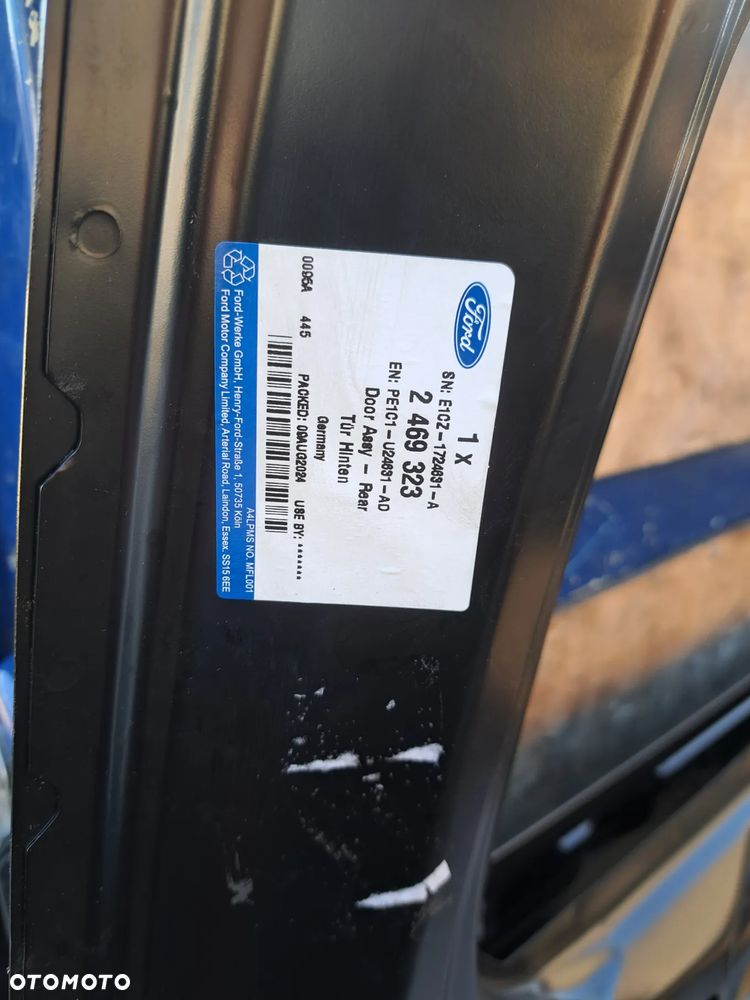 Ford
1 x
SN: E1CZ-1724631-A
2 469 323
EN: PE1C1-U24631-AD
Door Assy - Rear
Tür Hinten
Germany
0095A 445 PACKED: 09AUG2024 USE BY: *******
A4LPMS NO. MFL001
Ford-Werke GmbH, Henry-Ford-Straße 1, 50735 Köln
Ford Motor Company Limited, Arterial Road, Laindon, Essex. SS15 6EE
OTOMOTO